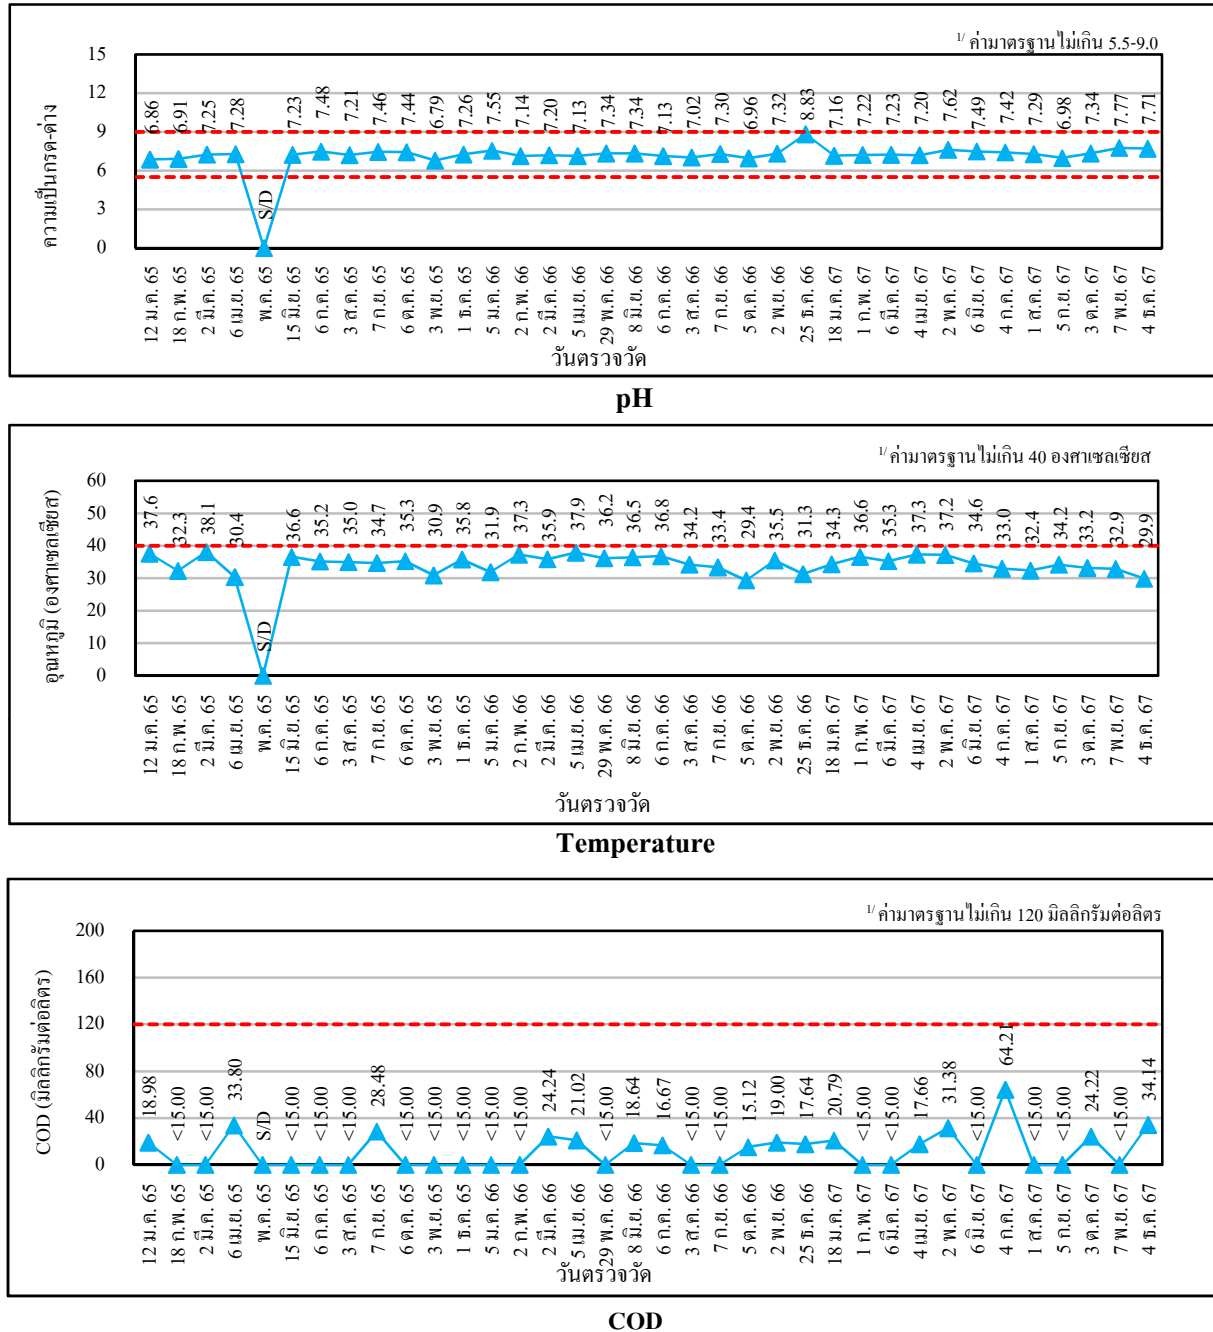 ¹/ ค่ามาตรฐานไม่เกิน 5.5-9.0
ความเป็นกรด-ด่าง
15
12
9
6
3
0
6.86 6.91 7.25 7.28 S/D 7.23 7.48 7.21 7.46 7.44 6.79 7.26 7.55 7.14 7.20 7.13 7.34 7.34 7.13 7.02 7.30 6.96 7.32 8.83 7.16 7.22 7.23 7.20 7.62 7.49 7.42 7.29 6.98 7.34 7.77 7.71
12 ม.ค. 65 18 ก.พ. 65 2 มี.ค. 65 6 เม.ย. 65 พ.ค. 65 15 มิ.ย. 65 6 ก.ค. 65 3 ส.ค. 65 7 ก.ย. 65 6 ต.ค. 65 3 พ.ย. 65 1 ธ.ค. 65 5 ม.ค. 66 2 ก.พ. 66 2 มี.ค. 66 5 เม.ย. 66 29 พ.ค. 66 8 มิ.ย. 66 6 ก.ค. 66 3 ส.ค. 66 7 ก.ย. 66 5 ต.ค. 66 2 พ.ย. 66 25 ธ.ค. 66 18 ม.ค. 67 1 ก.พ. 67 6 มี.ค. 67 4 เม.ย. 67 2 พ.ค. 67 6 มิ.ย. 67 4 ก.ค. 67 1 ส.ค. 67 5 ก.ย. 67 3 ต.ค. 67 7 พ.ย. 67 4 ธ.ค. 67
วันตรวจวัด
pH
¹/ ค่ามาตรฐานไม่เกิน 40 องศาเซลเซียส
อุณหภูมิ (องศาเซลเซียส)
60
50
40
30
20
10
0
37.6 32.3 38.1 30.4 S/D 36.6 35.2 35.0 34.7 35.3 30.9 35.8 31.9 37.3 35.9 37.9 36.2 36.5 36.8 34.2 33.4 29.4 35.5 31.3 34.3 36.6 35.3 37.3 37.2 34.6 33.0 32.4 34.2 33.2 32.9 29.9
12 ม.ค. 65 18 ก.พ. 65 2 มี.ค. 65 6 เม.ย. 65 พ.ค. 65 15 มิ.ย. 65 6 ก.ค. 65 3 ส.ค. 65 7 ก.ย. 65 6 ต.ค. 65 3 พ.ย. 65 1 ธ.ค. 65 5 ม.ค. 66 2 ก.พ. 66 2 มี.ค. 66 5 เม.ย. 66 29 พ.ค. 66 8 มิ.ย. 66 6 ก.ค. 66 3 ส.ค. 66 7 ก.ย. 66 5 ต.ค. 66 2 พ.ย. 66 25 ธ.ค. 66 18 ม.ค. 67 1 ก.พ. 67 6 มี.ค. 67 4 เม.ย. 67 2 พ.ค. 67 6 มิ.ย. 67 4 ก.ค. 67 1 ส.ค. 67 5 ก.ย. 67 3 ต.ค. 67 7 พ.ย. 67 4 ธ.ค. 67
วันตรวจวัด
Temperature
¹/ ค่ามาตรฐานไม่เกิน 120 มิลลิกรัมต่อลิตร
COD (มิลลิกรัมต่อลิตร)
200
160
120
80
40
0
18.98 <15.00 <15.00 33.80 S/D <15.00 <15.00 <15.00 28.48 <15.00 <15.00 <15.00 <15.00 <15.00 24.24 21.02 <15.00 18.64 16.67 <15.00 <15.00 15.12 19.00 17.64 20.79 <15.00 <15.00 17.66 31.38 <15.00 64.21 <15.00 <15.00 24.22 <15.00 34.14
12 ม.ค. 65 18 ก.พ. 65 2 มี.ค. 65 6 เม.ย. 65 พ.ค. 65 15 มิ.ย. 65 6 ก.ค. 65 3 ส.ค. 65 7 ก.ย. 65 6 ต.ค. 65 3 พ.ย. 65 1 ธ.ค. 65 5 ม.ค. 66 2 ก.พ. 66 2 มี.ค. 66 5 เม.ย. 66 29 พ.ค. 66 8 มิ.ย. 66 6 ก.ค. 66 3 ส.ค. 66 7 ก.ย. 66 5 ต.ค. 66 2 พ.ย. 66 25 ธ.ค. 66 18 ม.ค. 67 1 ก.พ. 67 6 มี.ค. 67 4 เม.ย. 67 2 พ.ค. 67 6 มิ.ย. 67 4 ก.ค. 67 1 ส.ค. 67 5 ก.ย. 67 3 ต.ค. 67 7 พ.ย. 67 4 ธ.ค. 67
วันตรวจวัด
COD